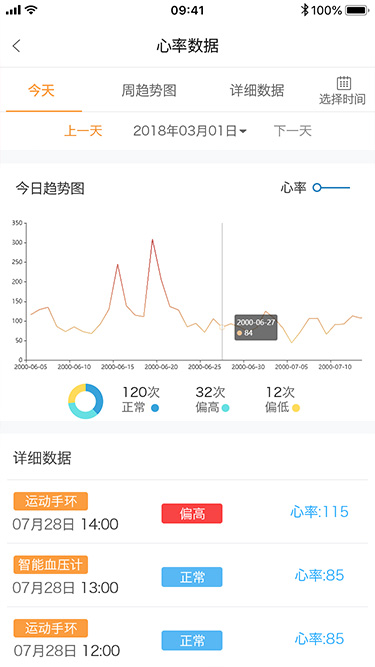 09:41
100%
心率数据
今天
周趋势图
详细数据
选择时间
上一天
2018年03月01日
下一天
今日趋势图
心率
350
300
250
200
150
100
50
0
2000-06-27
84
2000-06-05
2000-06-10
2000-06-15
2000-06-20
2000-06-25
2000-06-30
2000-07-05
2000-07-10
120次
32次
12次
正常
偏高
偏低
详细数据
运动手环
07月28日 14:00
偏高
心率:115
智能血压计
07月28日 13:00
正常
心率:85
运动手环
07月28日 12:00
正常
心率:85